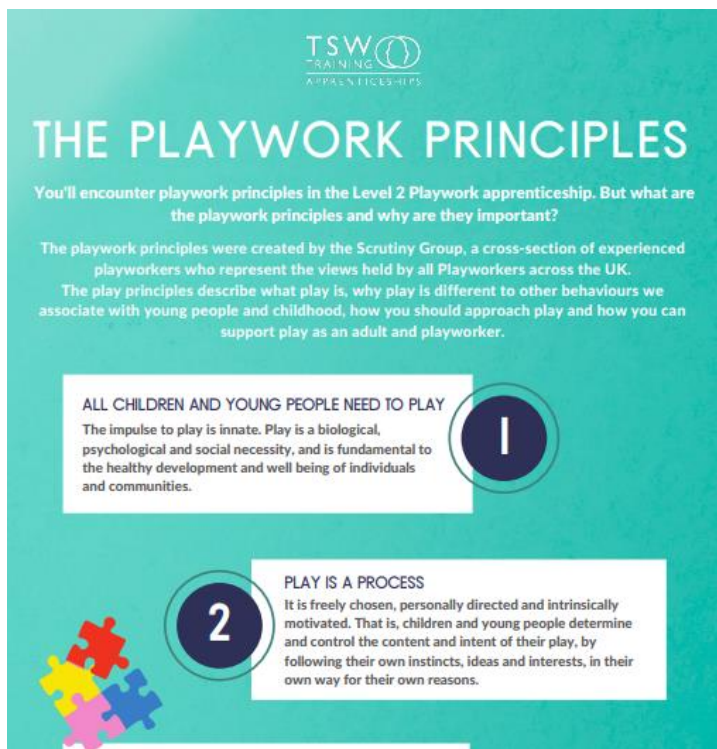 TSW
TRAINING
APPRENTICESHIPS
THE PLAYWORK PRINCIPLES
You'll encounter playwork principles in the Level 2 Playwork apprenticeship. But what are
the playwork principles and why are they important?
The playwork principles were created by the Scrutiny Group, a cross-section of experienced
playworkers who represent the views held by all Playworkers across the UK.
The play principles describe what play is, why play is different to other behaviours we
associate with young people and childhood, how you should approach play and how you can
support play as an adult and playworker.
ALL CHILDREN AND YOUNG PEOPLE NEED TO PLAY
The impulse to play is innate. Play is a biological,
psychological and social necessity, and is fundamental to
the healthy development and well being of individuals
and communities.
1
2
PLAY IS A PROCESS
It is freely chosen, personally directed and intrinsically
motivated. That is, children and young people determine
and control the content and intent of their play, by
following their own instincts, ideas and interests, in their
own way for their own reasons.